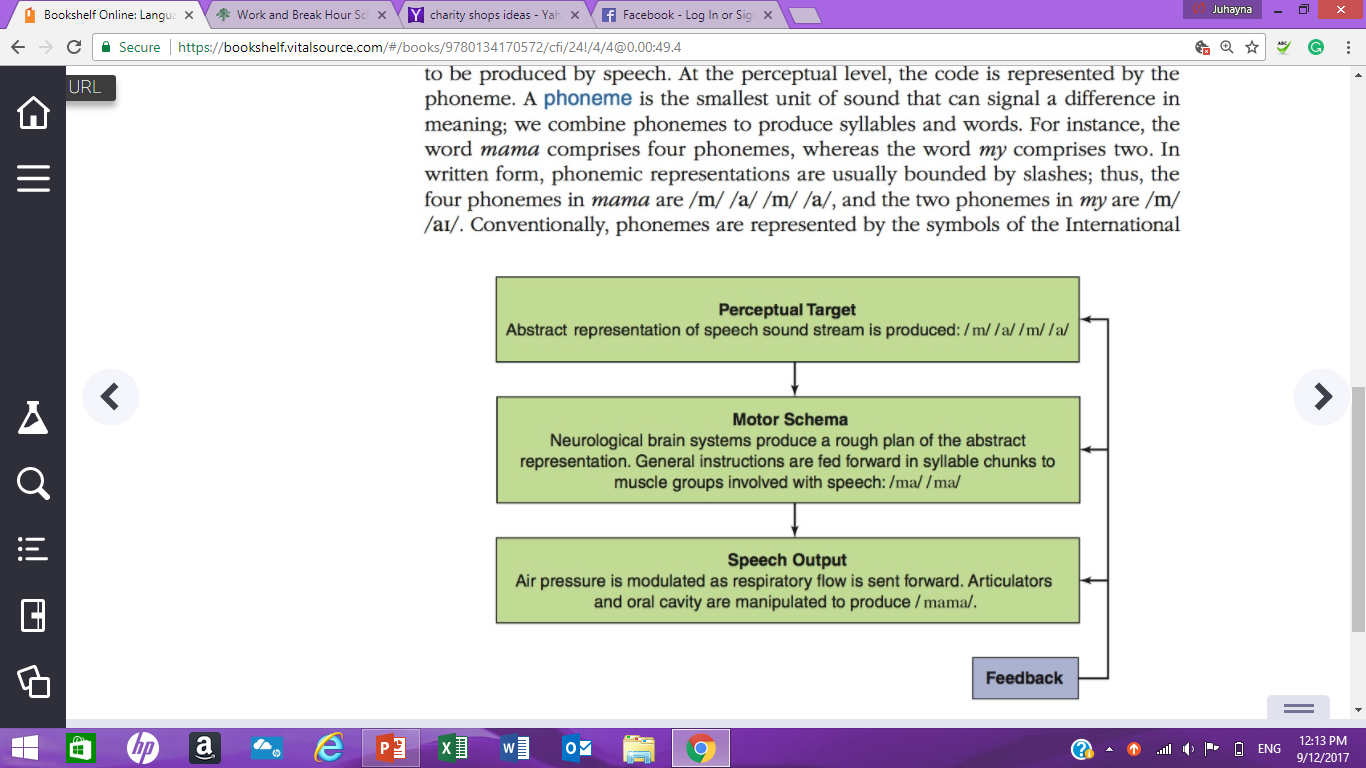 Bookshelf Online: Langua
Work and Break Hour Sch
charity shops ideas - Yah
Facebook - Log In or Sig
Juhayna
Secure
https://bookshelf.vitalsource.com/#/books/9780134170572/cfi/24!/4/4@0.00:49.4
URL
to be produced by speech. At the perceptual level, the code is represented by the
phoneme. A phoneme is the smallest unit of sound that can signal a difference in
meaning; we combine phonemes to produce syllables and words. For instance, the
word mama comprises four phonemes, whereas the word my comprises two. In
written form, phonemic representations are usually bounded by slashes; thus, the
four phonemes in mama are /m/ /a/ /m/ /a/, and the two phonemes in my are /m/
/aɪ/. Conventionally, phonemes are represented by the symbols of the International
Perceptual Target
Abstract representation of speech sound stream is produced: /m/ /a/ /m/ /a/
Motor Schema
Neurological brain systems produce a rough plan of the abstract
representation. General instructions are fed forward in syllable chunks to
muscle groups involved with speech: /ma/ /ma/
Speech Output
Air pressure is modulated as respiratory flow is sent forward. Articulators
and oral cavity are manipulated to produce /mama/.
Feedback
ENG
12:13 PM
9/12/2017